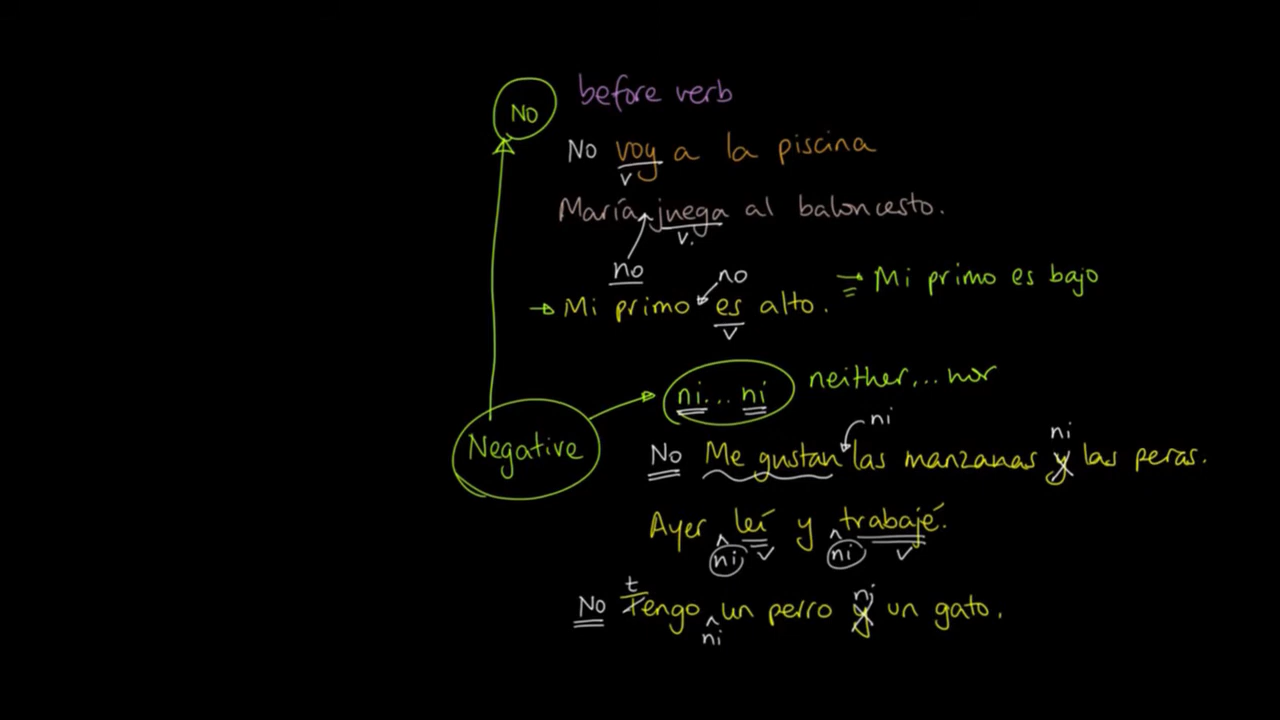 NO before verb
No voy a la piscina
v
María juega al baloncesto.
v.
no no → Mi primo es bajo
→ Mi primo es alto.
v
ni... ni neither... nor
ni ni
Negative No Me gustan las manzanas y las peras.
Ayer leí y trabajé.
ni v ni v
t ni
No Tengo un perro y un gato.
ni